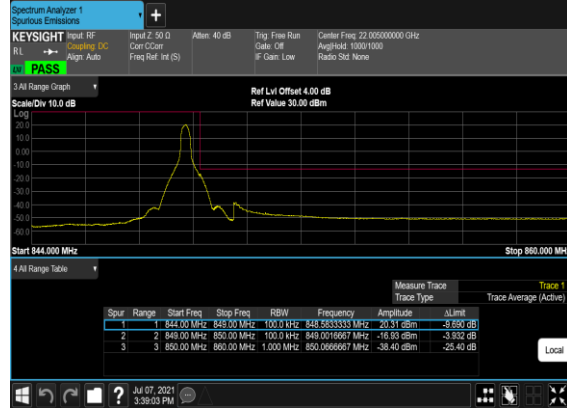 Spectrum Analyzer 1
Spurious Emissions
KEYSIGHT Input: RF Input Z: 50 Ω Atten: 40 dB Trig: Free Run Center Freq: 22.005000000 GHz
RL Coupling: DC Corr CCorr Gate: Off Avg|Hold: 1000/1000
Align: Auto Freq Ref: Int (S) IF Gain: Low Radio Std: None
PASS
3 All Range Graph
Ref Lvl Offset 4.00 dB
Scale/Div 10.0 dB Ref Value 30.00 dBm
Log
20.0
10.0
0.00
-10.0
-20.0
-30.0
-40.0
-50.0
-60.0
Start 844.000 MHz Stop 860.000 MH
4 All Range Table
Measure Trace Trace 1
Trace Type Trace Average (Active)
Spur Range Start Freq Stop Freq RBW Frequency Amplitude ΔLimit
1 1 844.00 MHz 849.00 MHz 100.0 kHz 848.5833333 MHz 20.31 dBm -9.690 dB
2 2 849.00 MHz 850.00 MHz 100.0 kHz 849.0016667 MHz -16.93 dBm -3.932 dB
3 3 850.00 MHz 860.00 MHz 1.000 MHz 850.0666667 MHz -38.40 dBm -25.40 dB
Local
Jul 07, 2021
3:39:03 PM